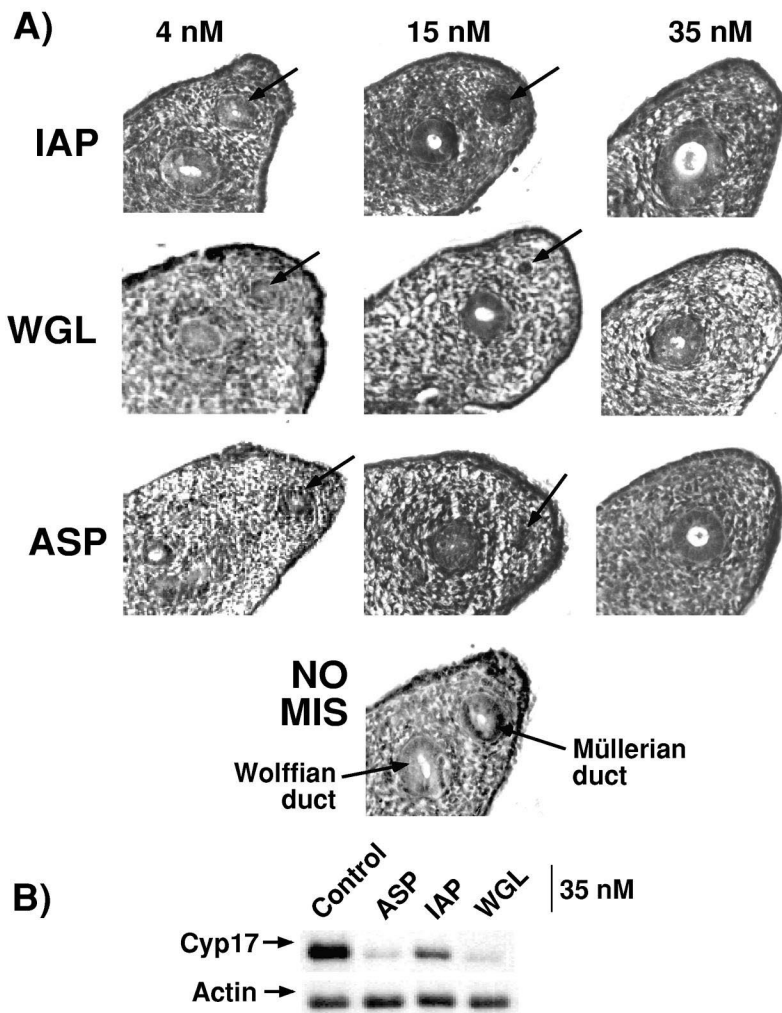 A)
4 nM 15 nM 35 nM
IAP
WGL
ASP
NO
MIS
Wolffian
duct
Müllerian
duct
B)
Control ASP IAP WGL
35 nM
Cyp17
Actin